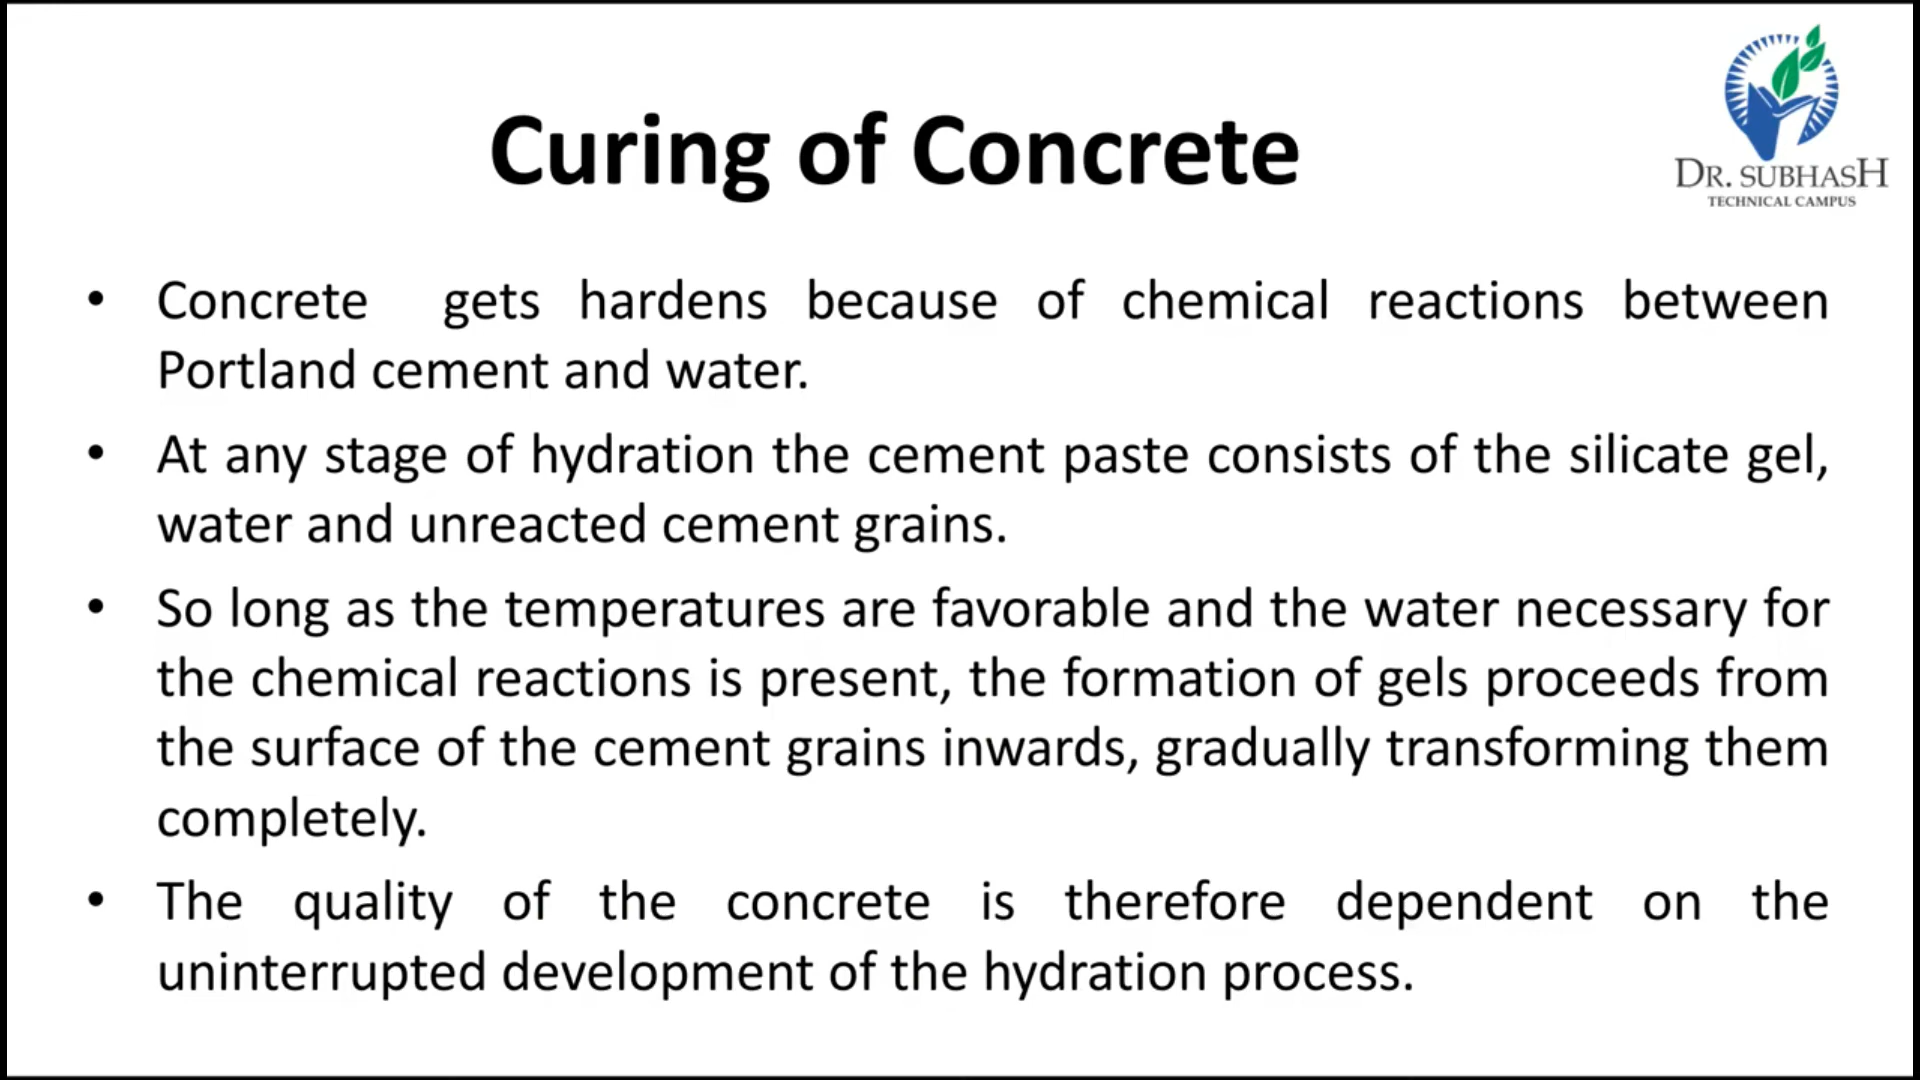 DR. SUBHASH
TECHNICAL CAMPUS
Curing of Concrete
• Concrete gets hardens because of chemical reactions between
Portland cement and water.
• At any stage of hydration the cement paste consists of the silicate gel,
water and unreacted cement grains.
• So long as the temperatures are favorable and the water necessary for
the chemical reactions is present, the formation of gels proceeds from
the surface of the cement grains inwards, gradually transforming them
completely.
• The quality of the concrete is therefore dependent on the
uninterrupted development of the hydration process.